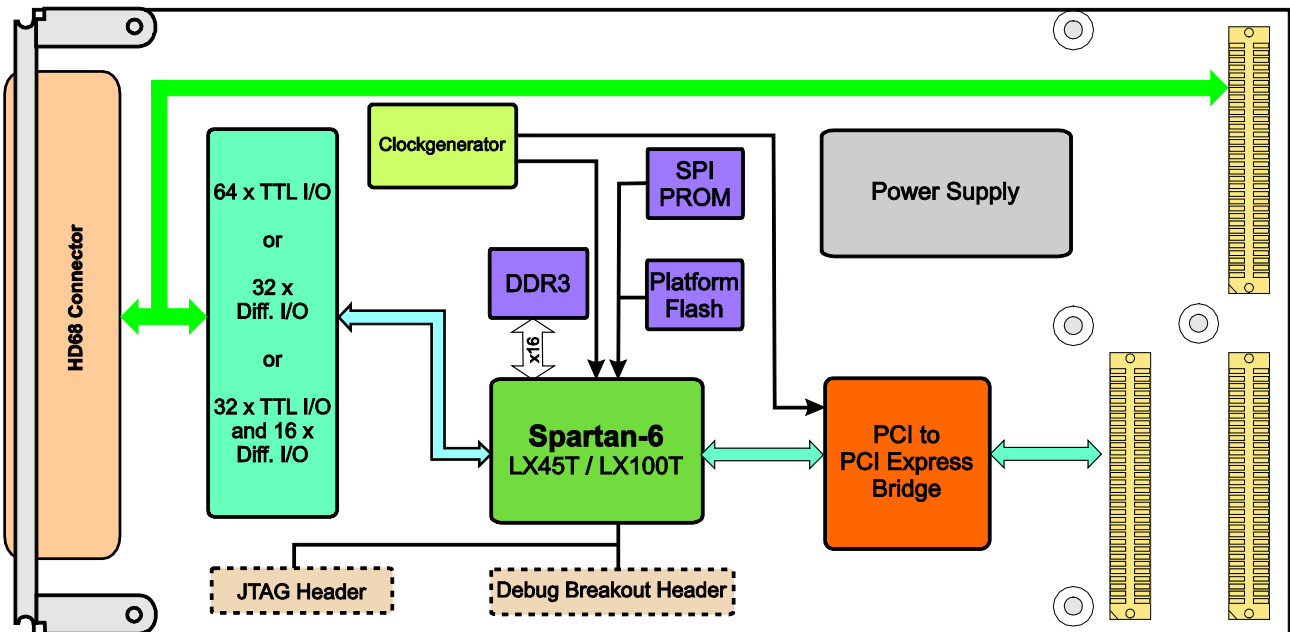 HD68 Connector
64 x TTL I/O
or
32 x
Diff. I/O
or
32 x TTL I/O
and 16 x
Diff. I/O
Clockgenerator
SPI
PROM
DDR3
Platform
Flash
x16
Power Supply
Spartan-6
LX45T / LX100T
PCI to
PCI Express
Bridge
JTAG Header
Debug Breakout Header